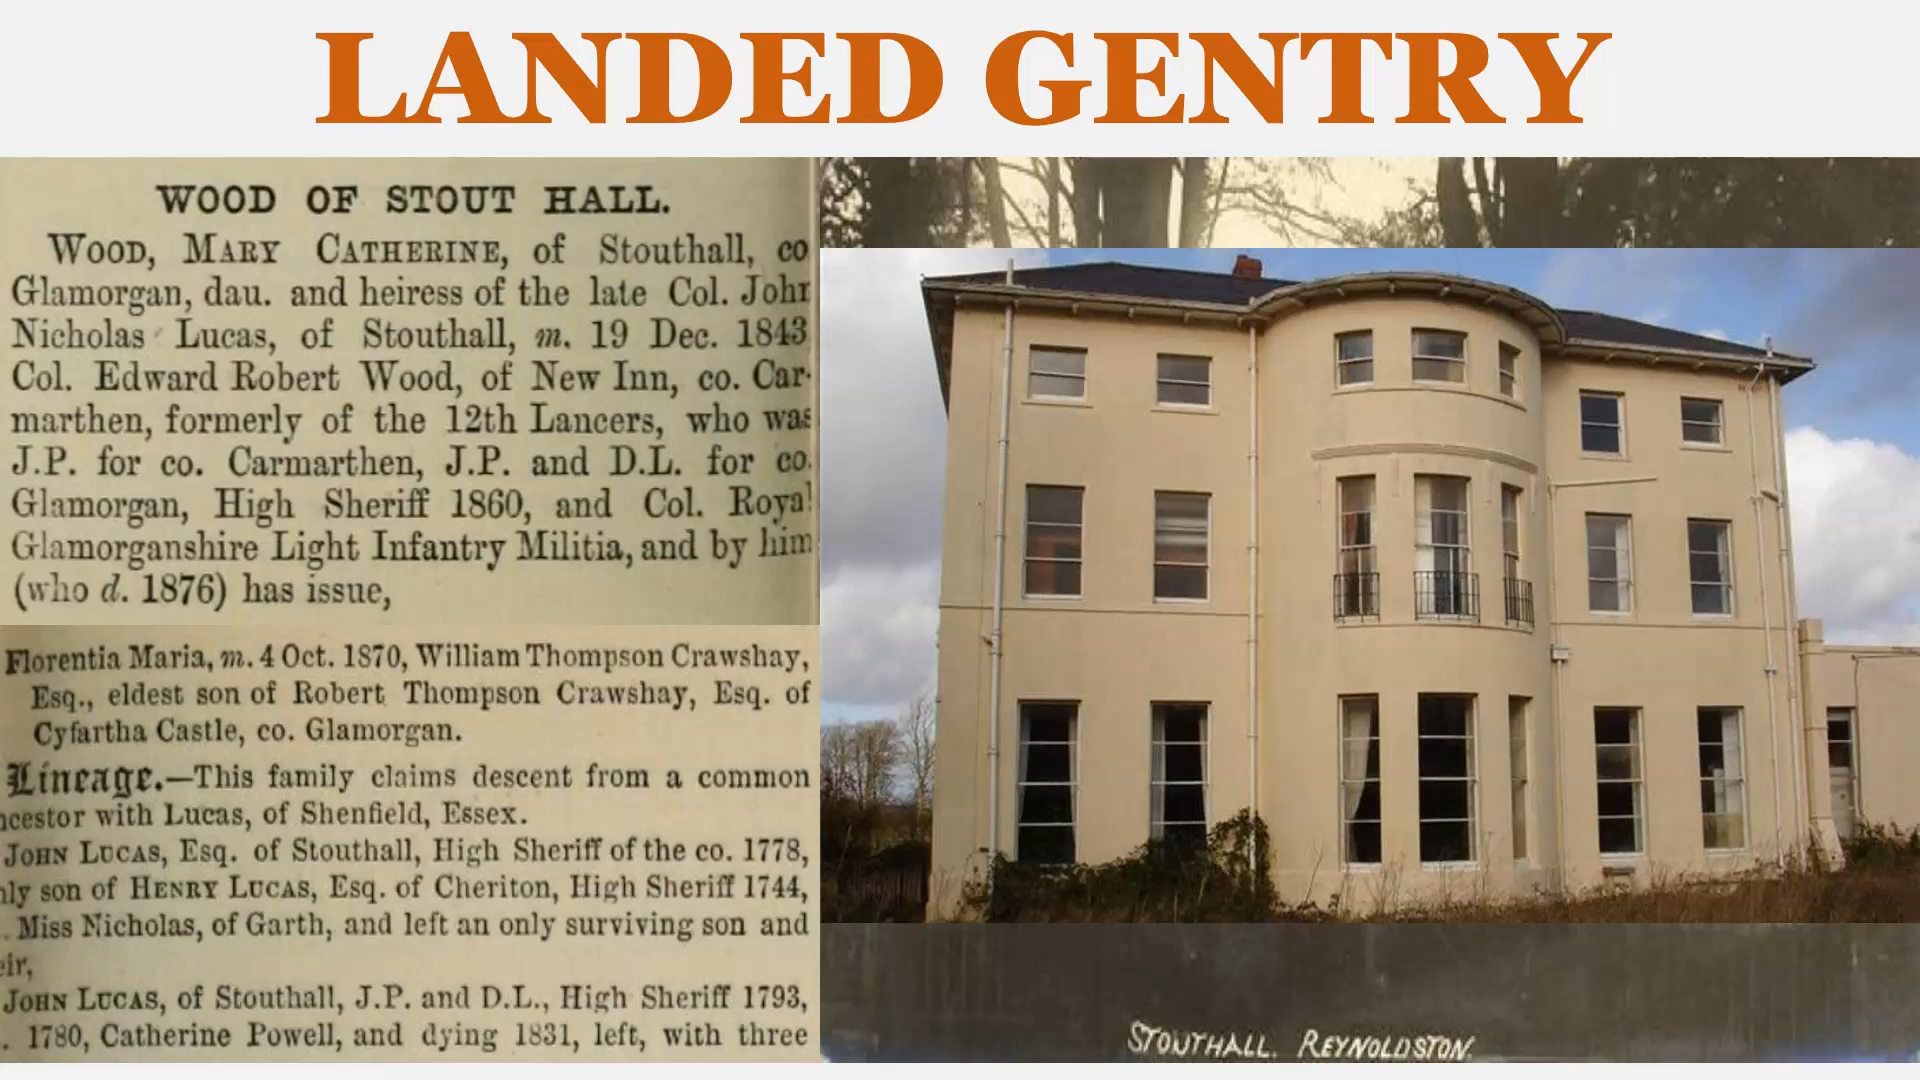 LANDED GENTRY
WOOD OF STOUT HALL.
WOOD, MARY CATHERINE, of Stouthall, co
Glamorgan, dau. and heiress of the late Col. John
Nicholas Lucas, of Stouthall, m. 19 Dec. 1843
Col. Edward Robert Wood, of New Inn, co. Car-
marthen, formerly of the 12th Lancers, who was
J.P. for co. Carmarthen, J.P. and D.L. for co.
Glamorgan, High Sheriff 1860, and Col. Royal
Glamorganshire Light Infantry Militia, and by him
(who d. 1876) has issue,
Florentia Maria, m. 4 Oct. 1870, William Thompson Crawshay,
Esq., eldest son of Robert Thompson Crawshay, Esq. of
Cyfartha Castle, co. Glamorgan.
Lineage.—This family claims descent from a common
ncestor with Lucas, of Shenfield, Essex.
JOHN LUCAS, Esq. of Stouthall, High Sheriff of the co. 1778,
nly son of HENRY LUCAS, Esq. of Cheriton, High Sheriff 1744,
. Miss Nicholas, of Garth, and left an only surviving son and
eir,
JOHN LUCAS, of Stouthall, J.P. and D.L., High Sheriff 1793,
. 1780, Catherine Powell, and dying 1831, left, with three
STOUTHALL. REYNOLDSTON.